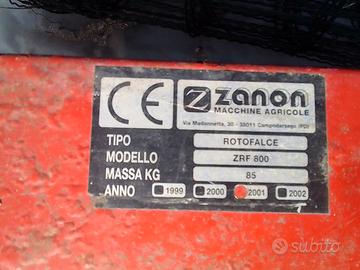 CE
zanon
MACCHINE AGRICOLE
Via Madonnetta, 30 - 35011 Campodarsego (PD)
TIPO ROTOFALCE
MODELLO ZRF 800
MASSA KG 85
ANNO 1999 2000 2001 2002
subito